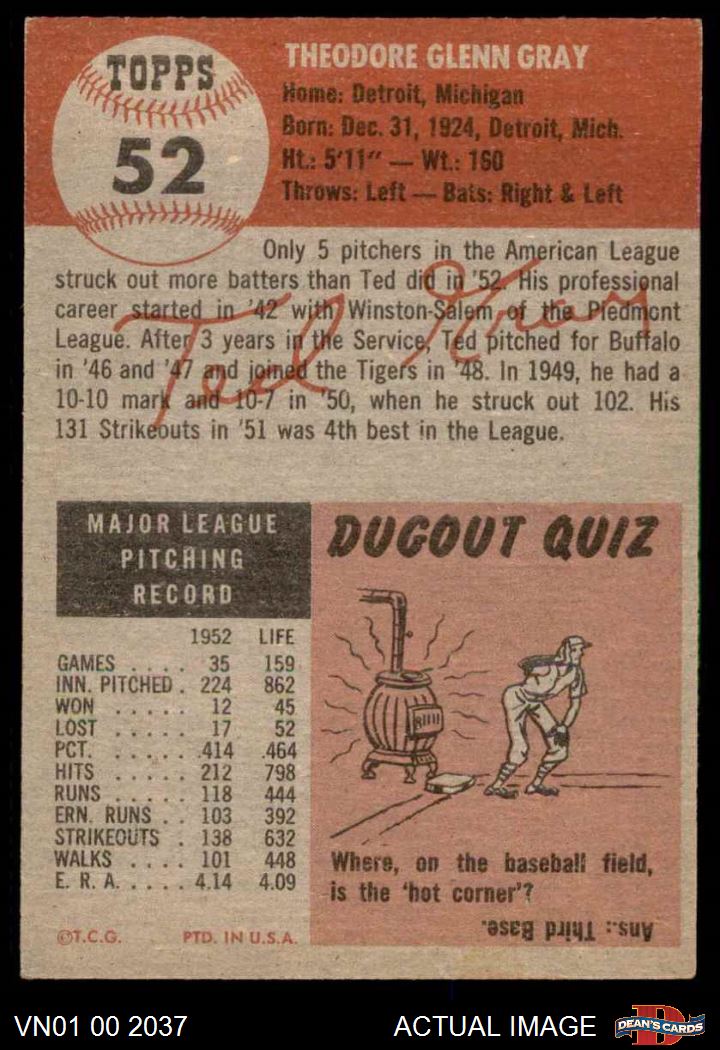 TOPPS
52
THEODORE GLENN GRAY
Home: Detroit, Michigan
Born: Dec. 31, 1924, Detroit, Mich.
Ht.: 5'11" — Wt.: 160
Throws: Left — Bats: Right & Left
Only 5 pitchers in the American League
struck out more batters than Ted did in '52. His professional
career started in '42 with Winston-Salem of the Piedmont
League. After 3 years in the Service, Ted pitched for Buffalo
in '46 and '47 and joined the Tigers in '48. In 1949, he had a
10-10 mark and 10-7 in '50, when he struck out 102. His
131 Strikeouts in '51 was 4th best in the League.
Ted Gray
MAJOR LEAGUE
PITCHING
RECORD
1952 LIFE
GAMES . . . . 35 159
INN. PITCHED . 224 862
WON . . . . . 12 45
LOST . . . . . 17 52
PCT. . . . . . .414 .464
HITS . . . . . 212 798
RUNS . . . . . 118 444
ERN. RUNS . . 103 392
STRIKEOUTS . 138 632
WALKS . . . . 101 448
E. R. A. . . . . 4.14 4.09
©T.C.G. PTD. IN U.S.A.
DUGOUT QUIZ
Where, on the baseball field,
is the 'hot corner'?
Ans.: Third Base.
VN01 00 2037
ACTUAL IMAGE
D
DEAN'S CARDS